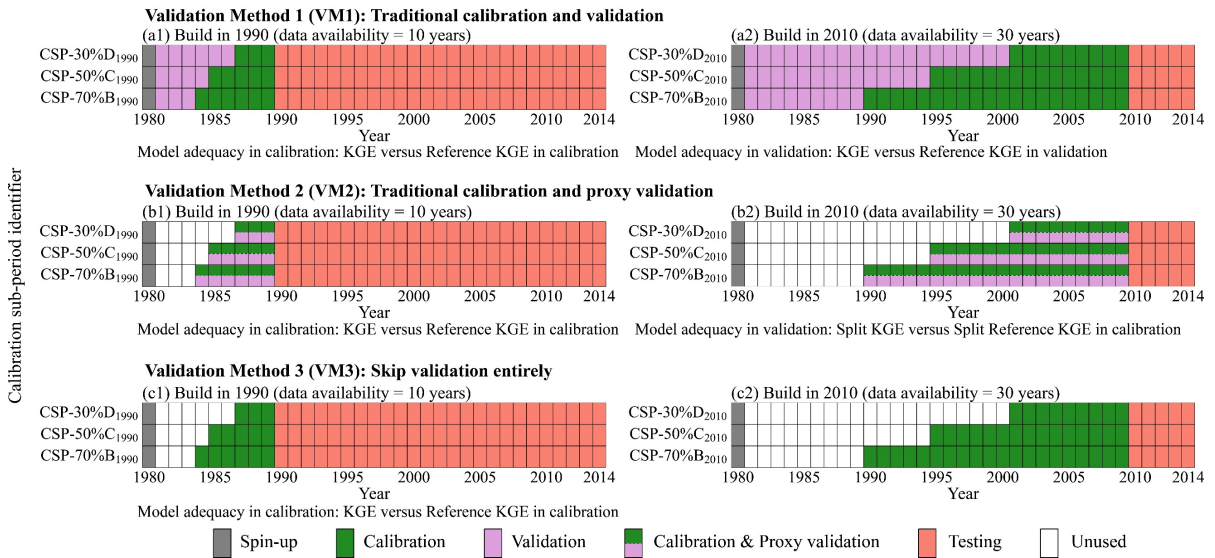 Validation Method 1 (VM1): Traditional calibration and validation
(a1) Build in 1990 (data availability = 10 years)
CSP-30%D1990
CSP-50%C1990
CSP-70%B1990
1980 1985 1990 1995 2000 2005 2010 2014
Year
Model adequacy in calibration: KGE versus Reference KGE in calibration
(a2) Build in 2010 (data availability = 30 years)
CSP-30%D2010
CSP-50%C2010
CSP-70%B2010
1980 1985 1990 1995 2000 2005 2010 2014
Year
Model adequacy in validation: KGE versus Reference KGE in validation
Calibration sub-period identifier
Validation Method 2 (VM2): Traditional calibration and proxy validation
(b1) Build in 1990 (data availability = 10 years)
CSP-30%D1990
CSP-50%C1990
CSP-70%B1990
1980 1985 1990 1995 2000 2005 2010 2014
Year
Model adequacy in calibration: KGE versus Reference KGE in calibration
(b2) Build in 2010 (data availability = 30 years)
CSP-30%D2010
CSP-50%C2010
CSP-70%B2010
1980 1985 1990 1995 2000 2005 2010 2014
Year
Model adequacy in validation: Split KGE versus Split Reference KGE in calibration
Validation Method 3 (VM3): Skip validation entirely
(c1) Build in 1990 (data availability = 10 years)
CSP-30%D1990
CSP-50%C1990
CSP-70%B1990
1980 1985 1990 1995 2000 2005 2010 2014
Year
Model adequacy in calibration: KGE versus Reference KGE in calibration
(c2) Build in 2010 (data availability = 30 years)
CSP-30%D2010
CSP-50%C2010
CSP-70%B2010
1980 1985 1990 1995 2000 2005 2010 2014
Year
Spin-up
Calibration
Validation
Calibration & Proxy validation
Testing
Unused